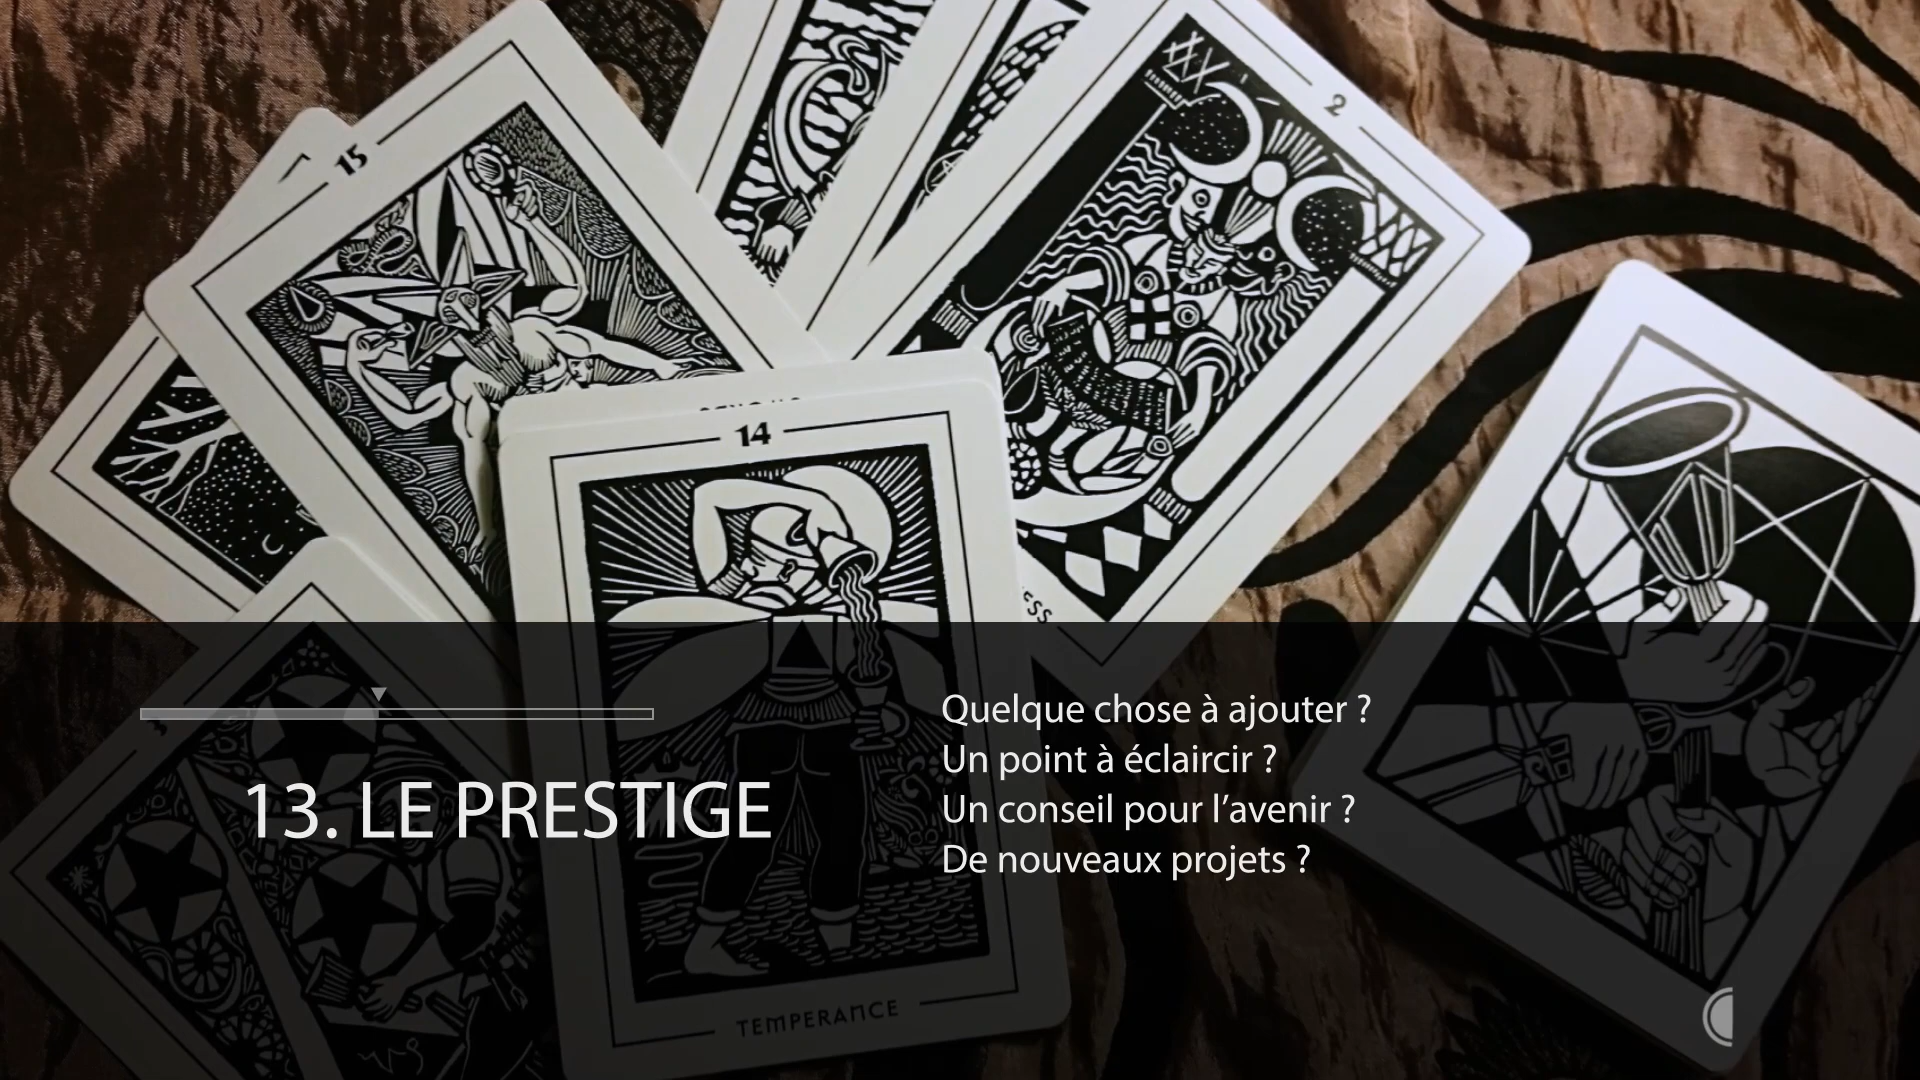 15
2
14
13. LE PRESTIGE
Quelque chose à ajouter ?
Un point à éclaircir ?
Un conseil pour l’avenir ?
De nouveaux projets ?
TEMPERANCE